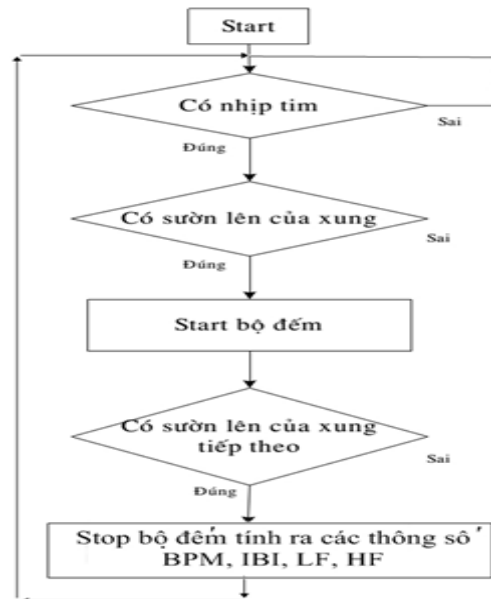 Start
Có nhịp tim
Sai
Đúng
Có sườn lên của xung
Sai
Đúng
Start bộ đếm
Có sườn lên của xung
tiếp theo
Sai
Đúng
Stop bộ đếm tính ra các thông số
BPM, IBI, LF, HF